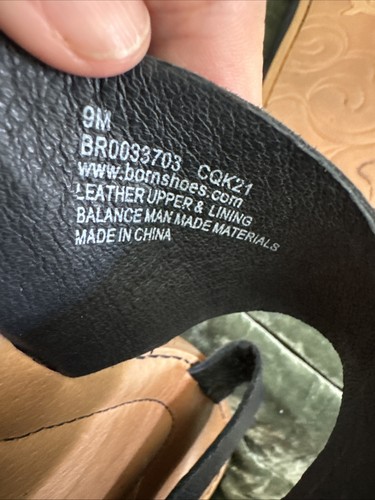 9M
BR0033703 CQK21
www.bornshoes.com
LEATHER UPPER & LINING
BALANCE MAN MADE MATERIALS
MADE IN CHINA